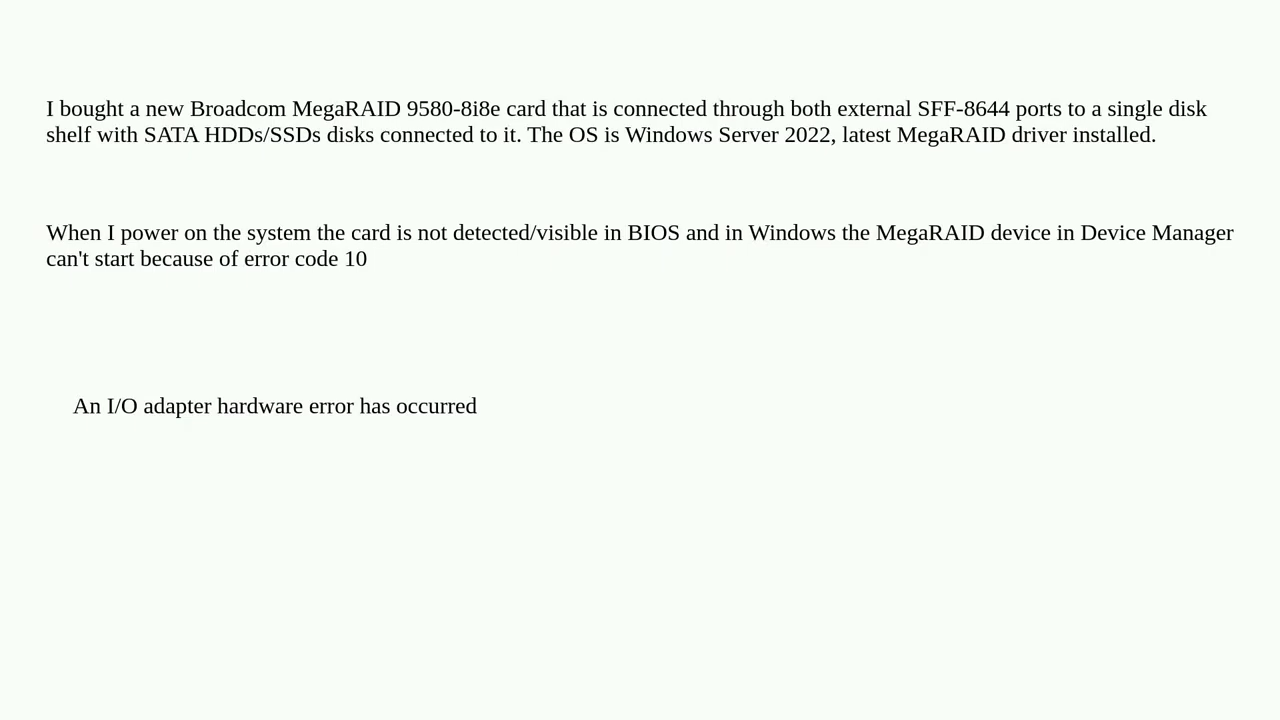 I bought a new Broadcom MegaRAID 9580-8i8e card that is connected through both external SFF-8644 ports to a single disk
shelf with SATA HDDs/SSDs disks connected to it. The OS is Windows Server 2022, latest MegaRAID driver installed.
When I power on the system the card is not detected/visible in BIOS and in Windows the MegaRAID device in Device Manager
can't start because of error code 10
An I/O adapter hardware error has occurred